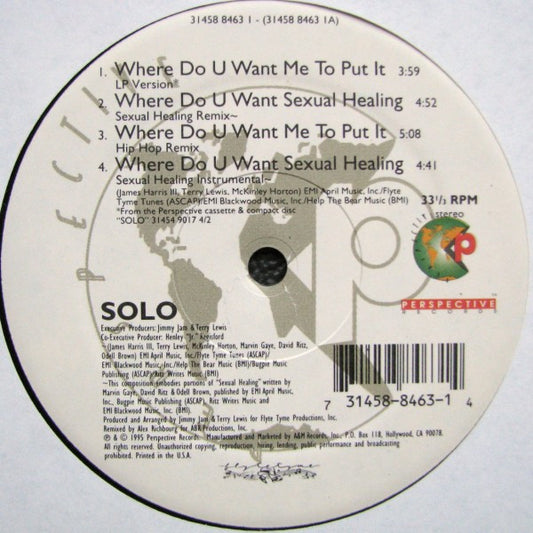 31458 8463 1 - (31458 8463 1A)
1. Where Do U Want Me To Put It 3:59
LP Version*
2. Where Do U Want Sexual Healing 4:52
Sexual Healing Remix~
3. Where Do U Want Me To Put It 5:08
Hip Hop Remix
4. Where Do U Want Sexual Healing 4:41
Sexual Healing Instrumental~
(James Harris III, Terry Lewis, McKinley Horton) EMI April Music, Inc./Flyte
Tyme Tunes (ASCAP)/EMI Blackwood Music, Inc./Help The Bear Music (BMI)
*From the Perspective cassette & compact disc
"SOLO" 31454 9017 4/2
33 1/3 RPM
stereo
PERSPECTIVE
P
PERSPECTIVE
RECORDS
SOLO
Executive Producers: Jimmy Jam & Terry Lewis
Co-Executive Producer: Henley "Jr." Regisford
~(James Harris III, Terry Lewis, McKinley Horton, Marvin Gaye, David Ritz,
Odell Brown) EMI April Music, Inc./Flyte Tyme Tunes (ASCAP)/
EMI Blackwood Music, Inc./Help The Bear Music (BMI)/Bugpie Music
Publishing (ASCAP)/Ritz Writes Music (BMI)
~This composition embodies portions of "Sexual Healing" written by
Marvin Gaye, David Ritz & Odell Brown, published by EMI April Music,
Inc., Bugpie Music Publishing (ASCAP), Ritz Writes Music (BMI) and
EMI Blackwood Music, Inc. (BMI).
Produced and Arranged by Jimmy Jam & Terry Lewis for Flyte Tyme Productions, Inc.
Remixed by Alex Richbourg for A&R Productions, Inc.
℗ & © 1995 Perspective Records. Manufactured and Marketed by A&M Records, Inc., P.O. Box 118, Hollywood, CA 90078.
All rights reserved. Unauthorized copying, reproduction, hiring, lending, public performance and broadcasting
prohibited. Printed in the U.S.A.
7 31458-8463-1 4